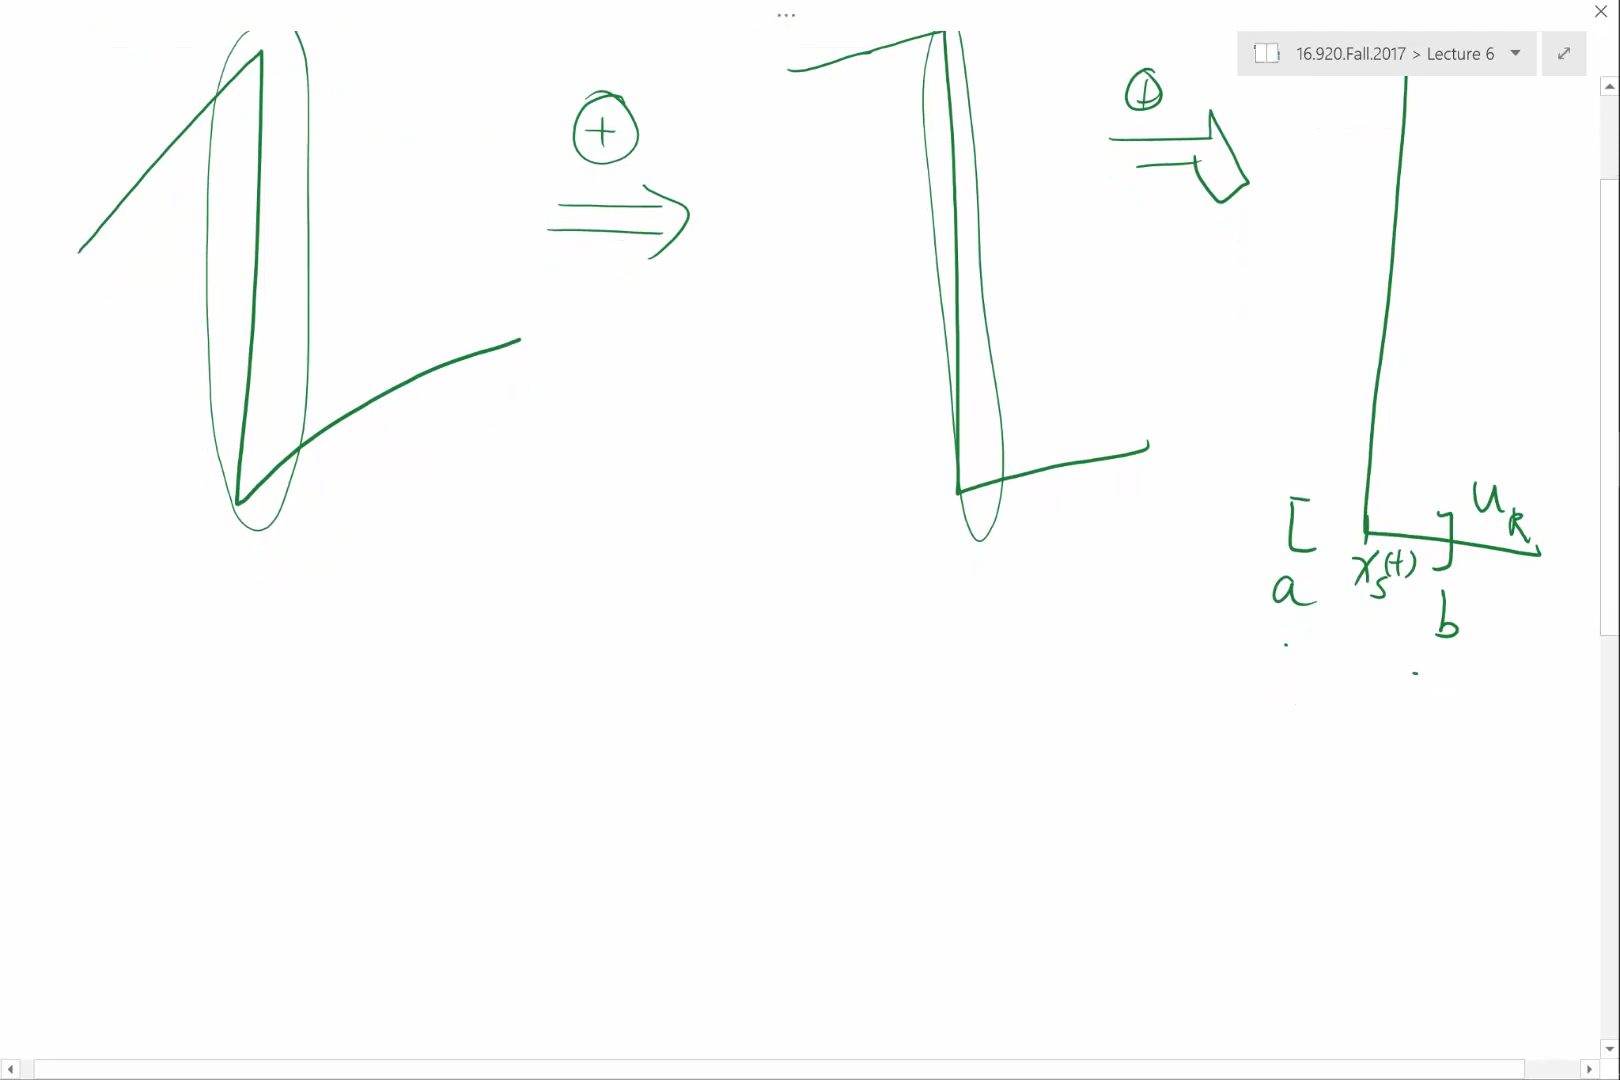 16.920.Fall.2017 > Lecture 6
+
⇒
+
⇒
[ ] u_R
x_s(t)
a
b